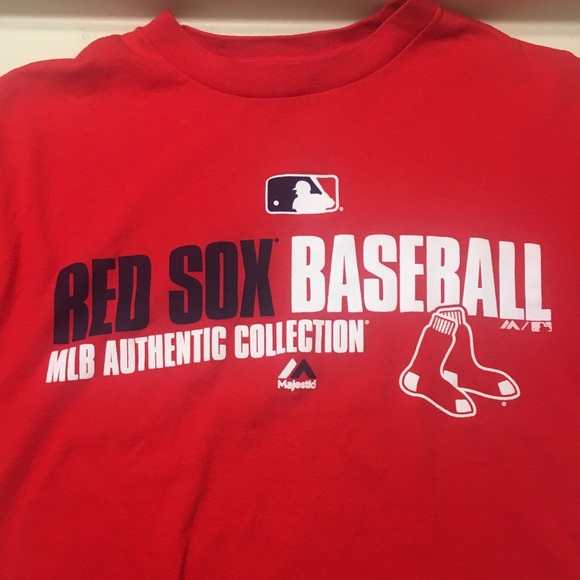 RED SOX® BASEBALL
MLB AUTHENTIC COLLECTION®
Majestic®